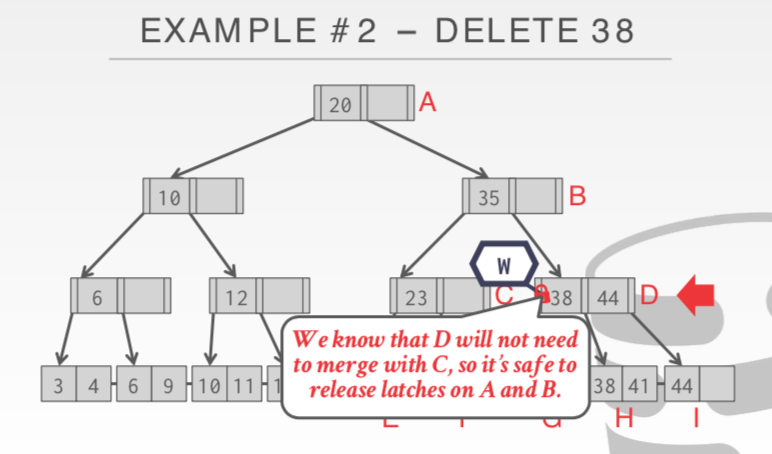 EXAMPLE #2 – DELETE 38
20 A
10 35 B
W
6 12 23 C 38 44 D
We know that D will not need
to merge with C, so it's safe to
release latches on A and B.
3 4 6 9 10 11 38 41 44
H I